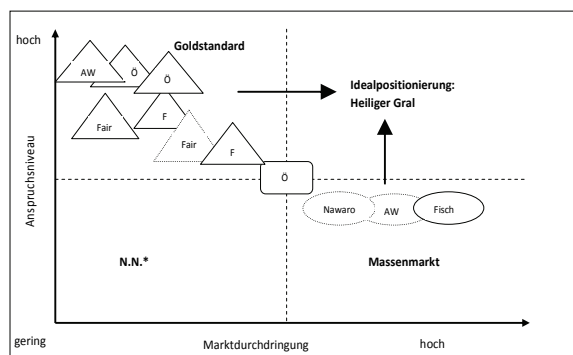 hoch
Goldstandard
AW
Ö
Ö
Idealpositionierung:
Heiliger Gral
Fair
F
Fair
F
Ö
Anspruchsniveau
Nawaro
AW
Fisch
N.N.*
Massenmarkt
gering
Marktdurchdringung
hoch